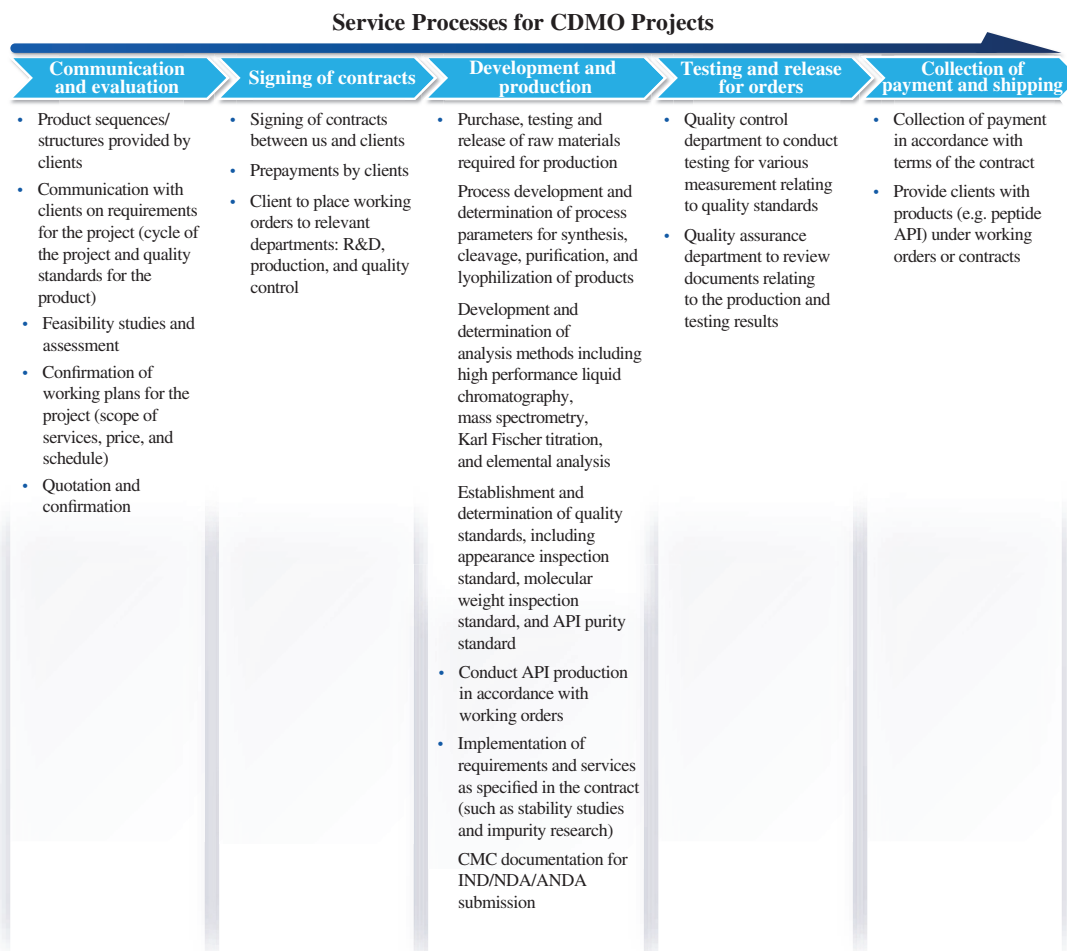 Service Processes for CDMO Projects
Communication
and evaluation
• Product sequences/
structures provided by
clients
• Communication with
clients on requirements
for the project (cycle of
the project and quality
standards for the
product)
• Feasibility studies and
assessment
• Confirmation of
working plans for the
project (scope of
services, price, and
schedule)
• Quotation and
confirmation
Signing of contracts
• Signing of contracts
between us and clients
• Prepayments by clients
• Client to place working
orders to relevant
departments: R&D,
production, and quality
control
Development and
production
• Purchase, testing and
release of raw materials
required for production
Process development and
determination of process
parameters for synthesis,
cleavage, purification, and
lyophilization of products
Development and
determination of
analysis methods including
high performance liquid
chromatography,
mass spectrometry,
Karl Fischer titration,
and elemental analysis
Establishment and
determination of quality
standards, including
appearance inspection
standard, molecular
weight inspection
standard, and API purity
standard
• Conduct API production
in accordance with
working orders
• Implementation of
requirements and services
as specified in the contract
(such as stability studies
and impurity research)
CMC documentation for
IND/NDA/ANDA
submission
Testing and release
for orders
• Quality control
department to conduct
testing for various
measurement relating
to quality standards
• Quality assurance
department to review
documents relating
to the production and
testing results
Collection of
payment and shipping
• Collection of payment
in accordance with
terms of the contract
• Provide clients with
products (e.g. peptide
API) under working
orders or contracts